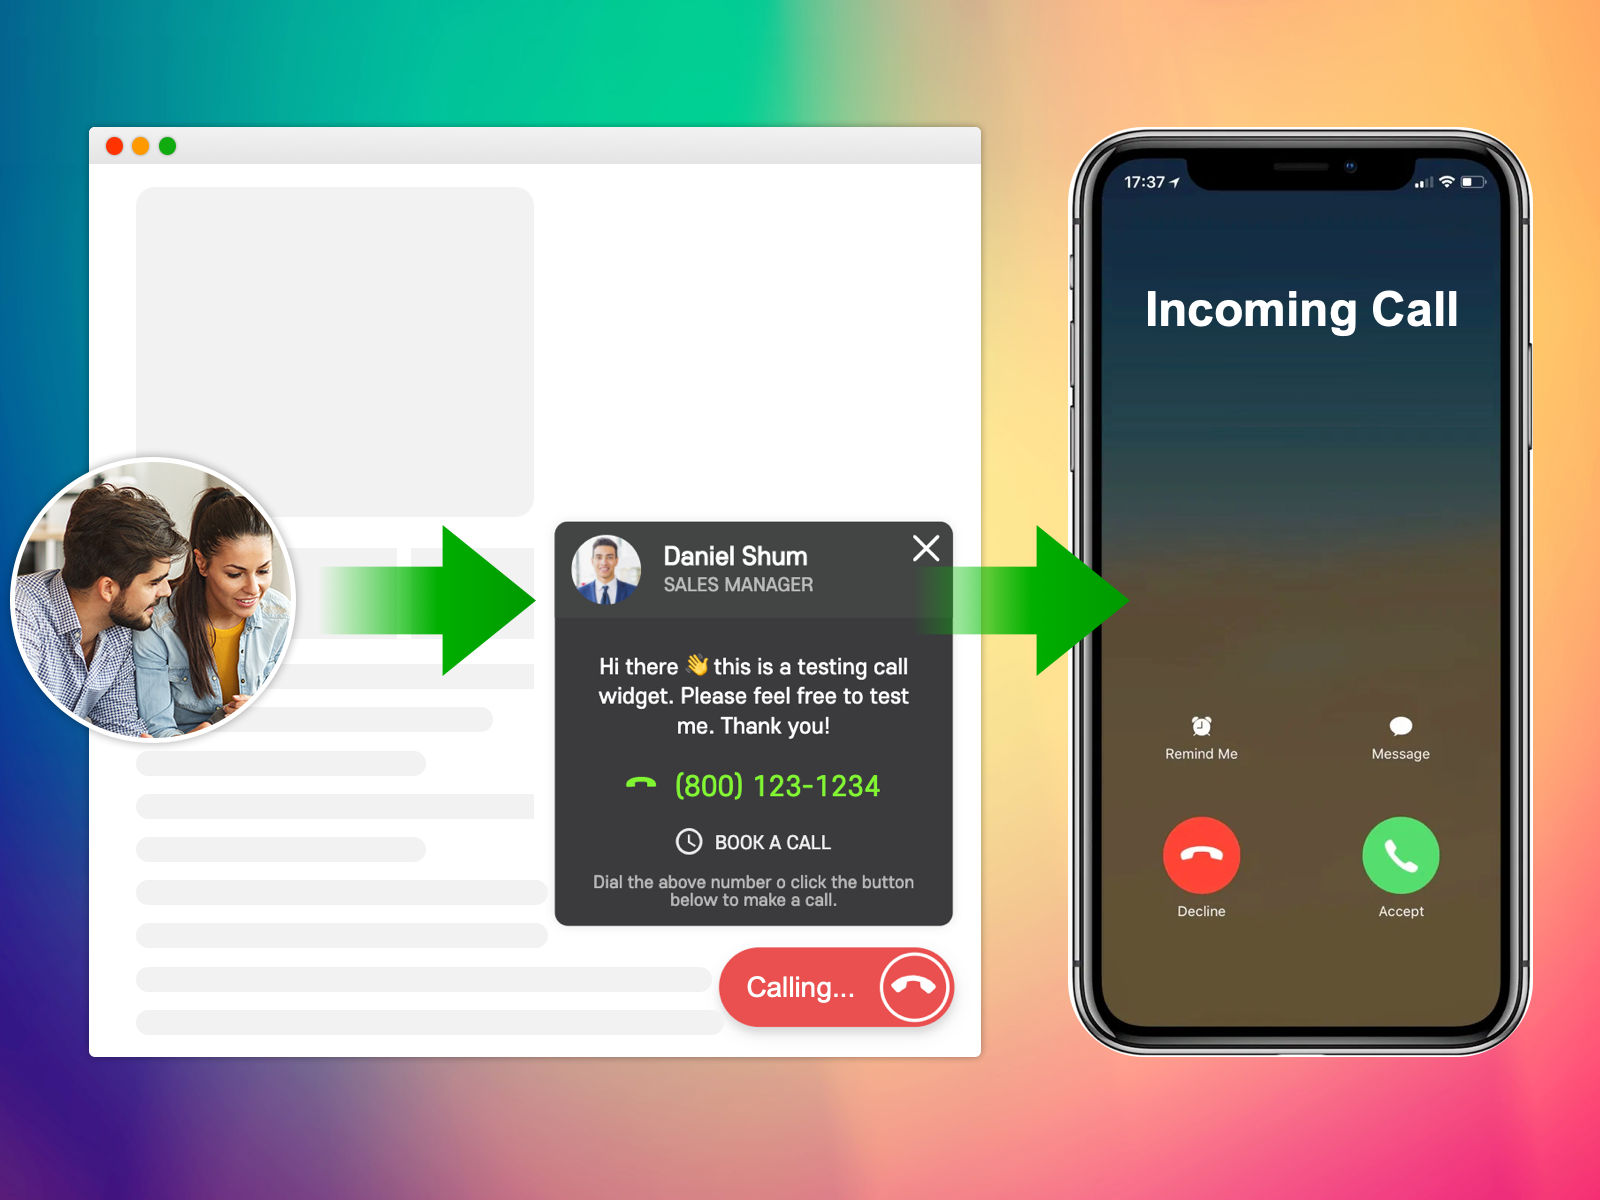 Daniel Shum
SALES MANAGER
Hi there 👋 this is a testing call
widget. Please feel free to test
me. Thank you!
(800) 123-1234
BOOK A CALL
Dial the above number o click the button
below to make a call.
Calling...
17:37
Incoming Call
Remind Me
Message
Decline
Accept